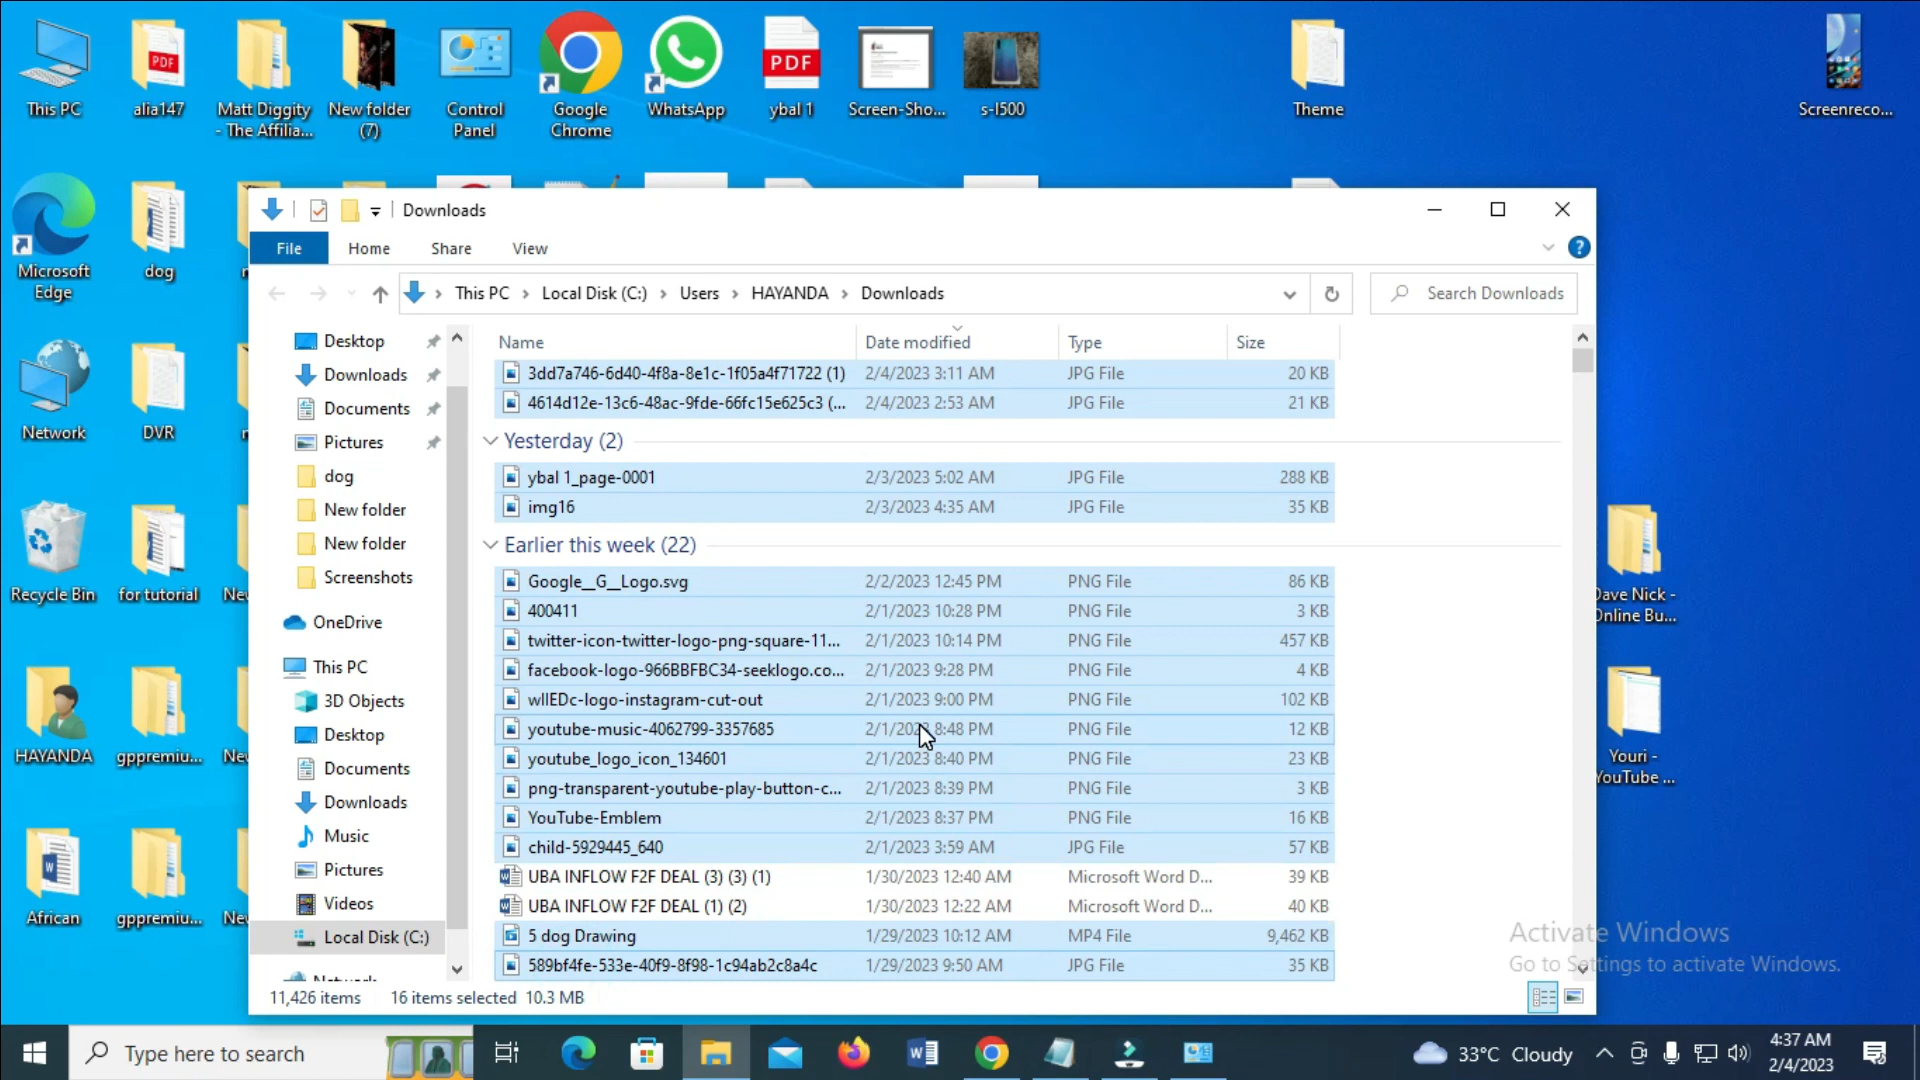 This PC
alia147
Matt Diggity
- The Affilia...
New folder
(7)
Control
Panel
Google
Chrome
WhatsApp
ybal 1
Screen-Sho...
s-l500
Theme
Screenreco...
PDF
PDF
Microsoft
Edge
dog
Network
DVR
Recycle Bin
for tutorial
Ne
HAYANDA
gppremiu...
Ne
African
gppremiu...
Ne
Dave Nick -
Online Bu...
Youri -
YouTube ...
Downloads
File
Home
Share
View
This PC
Local Disk (C:)
Users
HAYANDA
Downloads
Search Downloads
Desktop
Downloads
Documents
Pictures
dog
New folder
New folder
Screenshots
OneDrive
This PC
3D Objects
Desktop
Documents
Downloads
Music
Pictures
Videos
Local Disk (C:)
Network
Name Date modified Type Size
3dd7a746-6d40-4f8a-8e1c-1f05a4f71722 (1) 2/4/2023 3:11 AM JPG File 20 KB
4614d12e-13c6-48ac-9fde-66fc15e625c3 (... 2/4/2023 2:53 AM JPG File 21 KB
Yesterday (2)
ybal 1_page-0001 2/3/2023 5:02 AM JPG File 288 KB
img16 2/3/2023 4:35 AM JPG File 35 KB
Earlier this week (22)
Google__G__Logo.svg 2/2/2023 12:45 PM PNG File 86 KB
400411 2/1/2023 10:28 PM PNG File 3 KB
twitter-icon-twitter-logo-png-square-11... 2/1/2023 10:14 PM PNG File 457 KB
facebook-logo-966BBFBC34-seeklogo.co... 2/1/2023 9:28 PM PNG File 4 KB
wIlEDc-logo-instagram-cut-out 2/1/2023 9:00 PM PNG File 102 KB
youtube-music-4062799-3357685 2/1/2023 8:48 PM PNG File 12 KB
youtube_logo_icon_134601 2/1/2023 8:40 PM PNG File 23 KB
png-transparent-youtube-play-button-c... 2/1/2023 8:39 PM PNG File 3 KB
YouTube-Emblem 2/1/2023 8:37 PM PNG File 16 KB
child-5929445_640 2/1/2023 3:59 AM JPG File 57 KB
UBA INFLOW F2F DEAL (3) (3) (1) 1/30/2023 12:40 AM Microsoft Word D... 39 KB
UBA INFLOW F2F DEAL (1) (2) 1/30/2023 12:22 AM Microsoft Word D... 40 KB
5 dog Drawing 1/29/2023 10:12 AM MP4 File 9,462 KB
589bf4fe-533e-40f9-8f98-1c94ab2c8a4c 1/29/2023 9:50 AM JPG File 35 KB
11,426 items 16 items selected 10.3 MB
Activate Windows
Go to Settings to activate Windows.
Type here to search
33°C Cloudy
4:37 AM
2/4/2023